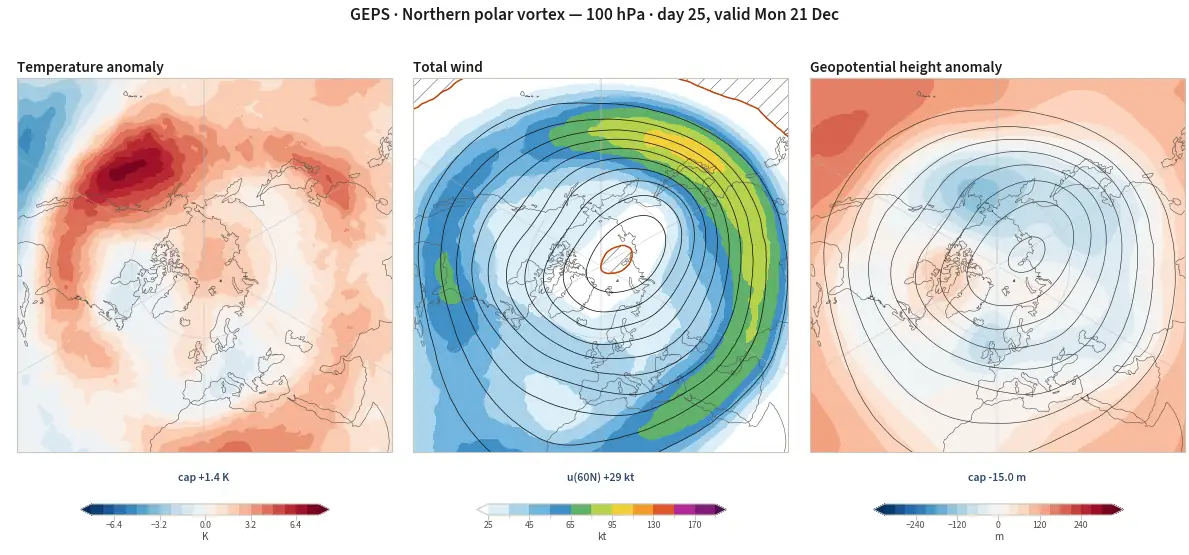 GEPS · Northern polar vortex — 100 hPa · day 25, valid Mon 21 Dec
Temperature anomaly
Total wind
Geopotential height anomaly
cap +1.4 K
u(60N) +29 kt
cap -15.0 m
−6.4 −3.2 0.0 3.2 6.4
K
25 45 65 95 130 170
kt
−240 −120 0 120 240
m